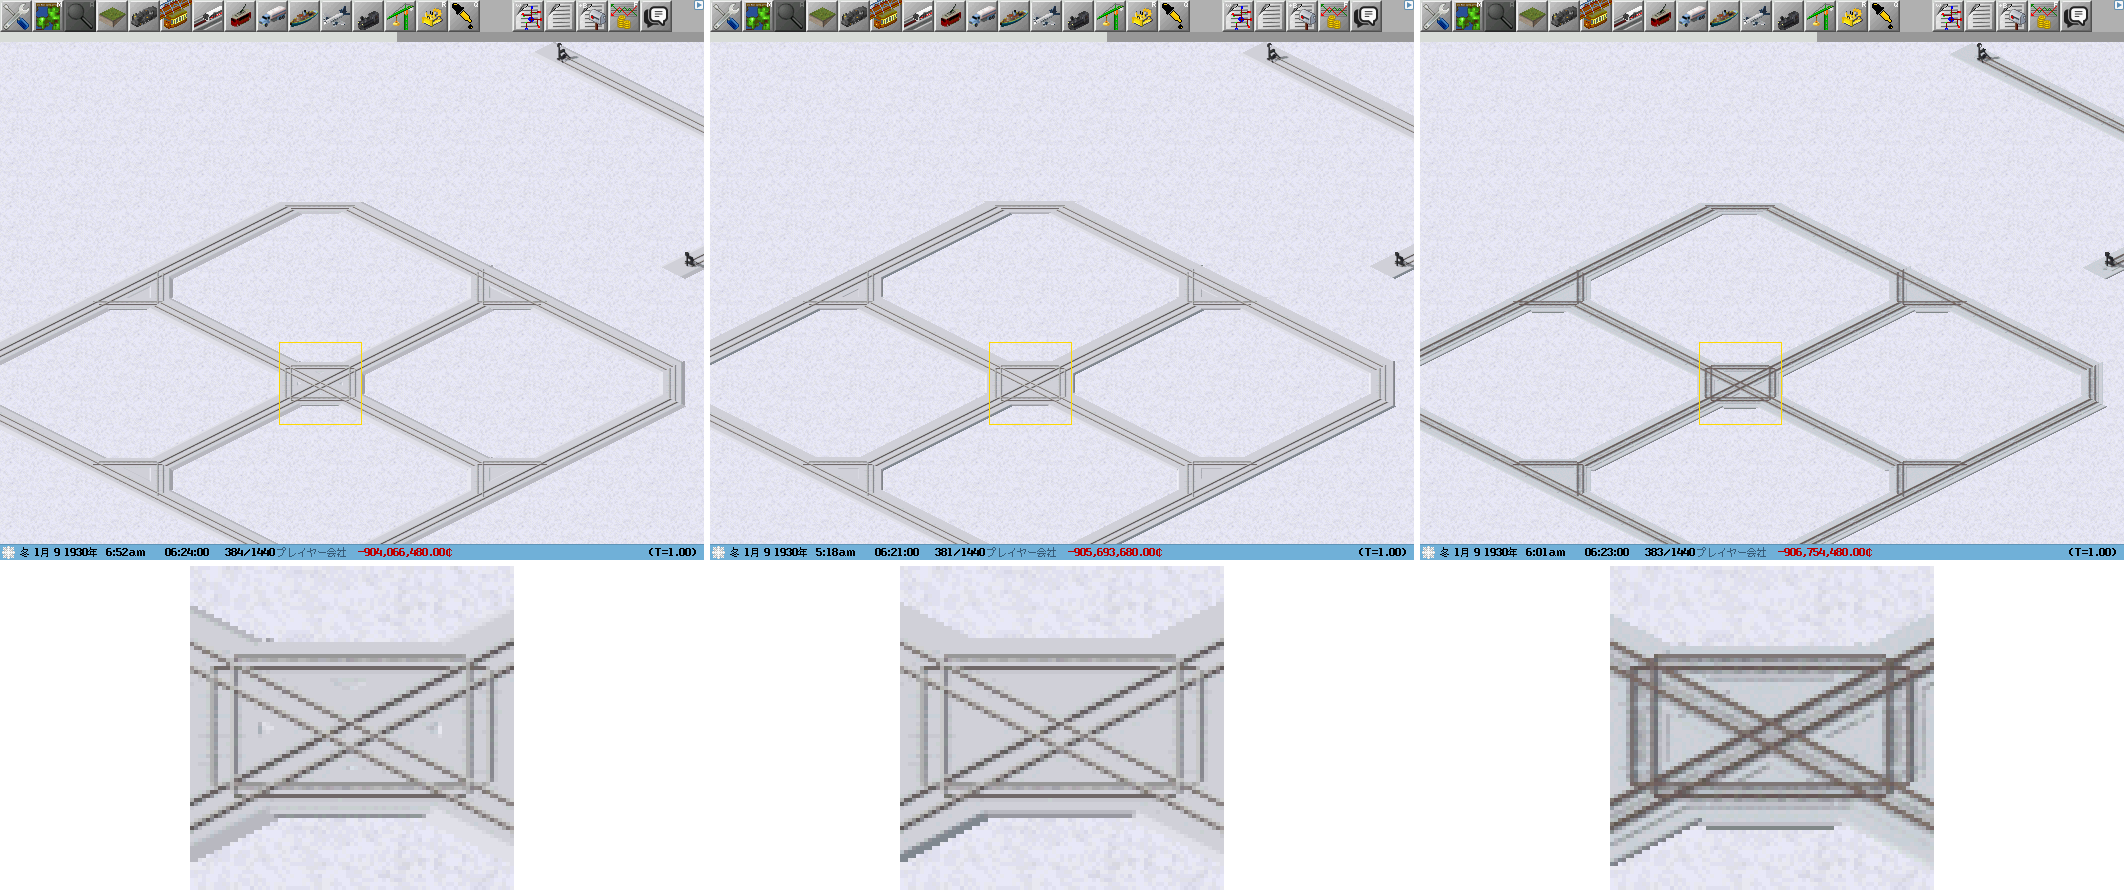 冬 1月 9 1930年 6:52am 06:24:00 384/1440 プレイヤー会社 -904,066,480.00¢ (T=1.00)
冬 1月 9 1930年 5:18am 06:21:00 381/1440 プレイヤー会社 -905,693,680.00¢ (T=1.00)
冬 1月 9 1930年 6:01am 06:23:00 383/1440 プレイヤー会社 -906,754,480.00¢ (T=1.00)